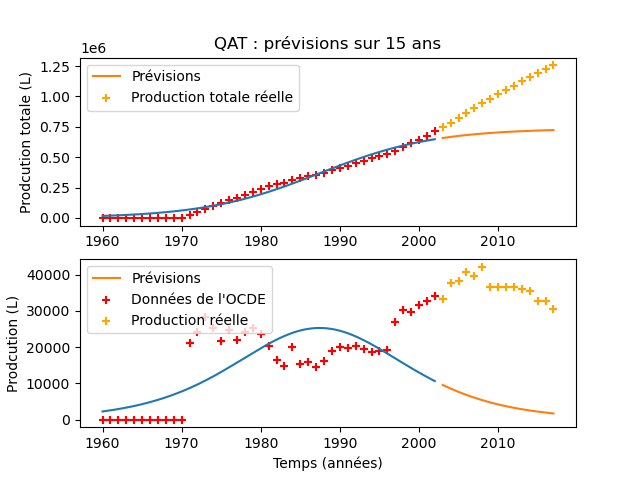 QAT : prévisions sur 15 ans
1e6
Prodcution totale (L)
1.25
1.00
0.75
0.50
0.25
0.00
Prévisions
Production totale réelle
1960 1970 1980 1990 2000 2010
Prodcution (L)
40000
30000
20000
10000
0
Prévisions
Données de l'OCDE
Production réelle
1960 1970 1980 1990 2000 2010
Temps (années)